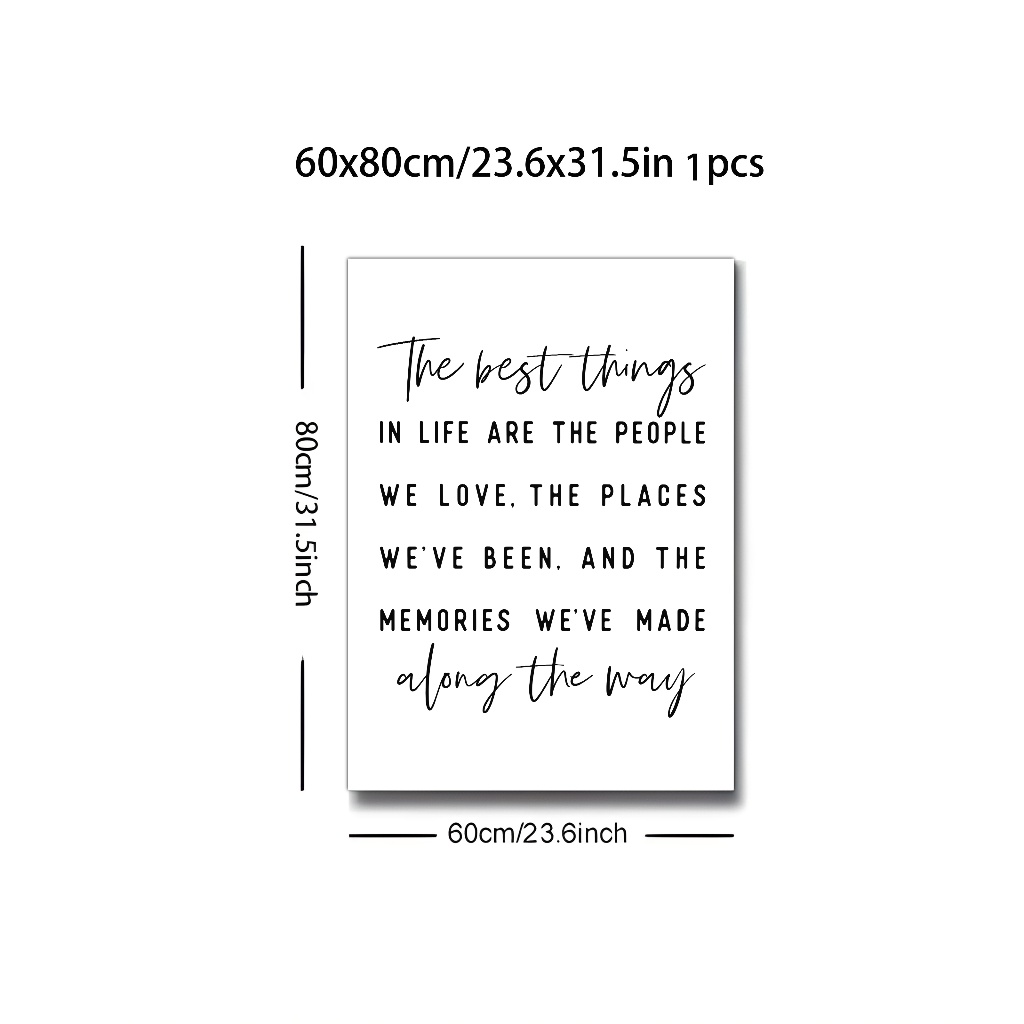 60x80cm/23.6x31.5in 1pcs
80cm/31.5inch
The best things
IN LIFE ARE THE PEOPLE
WE LOVE, THE PLACES
WE'VE BEEN, AND THE
MEMORIES WE'VE MADE
along the way
60cm/23.6inch